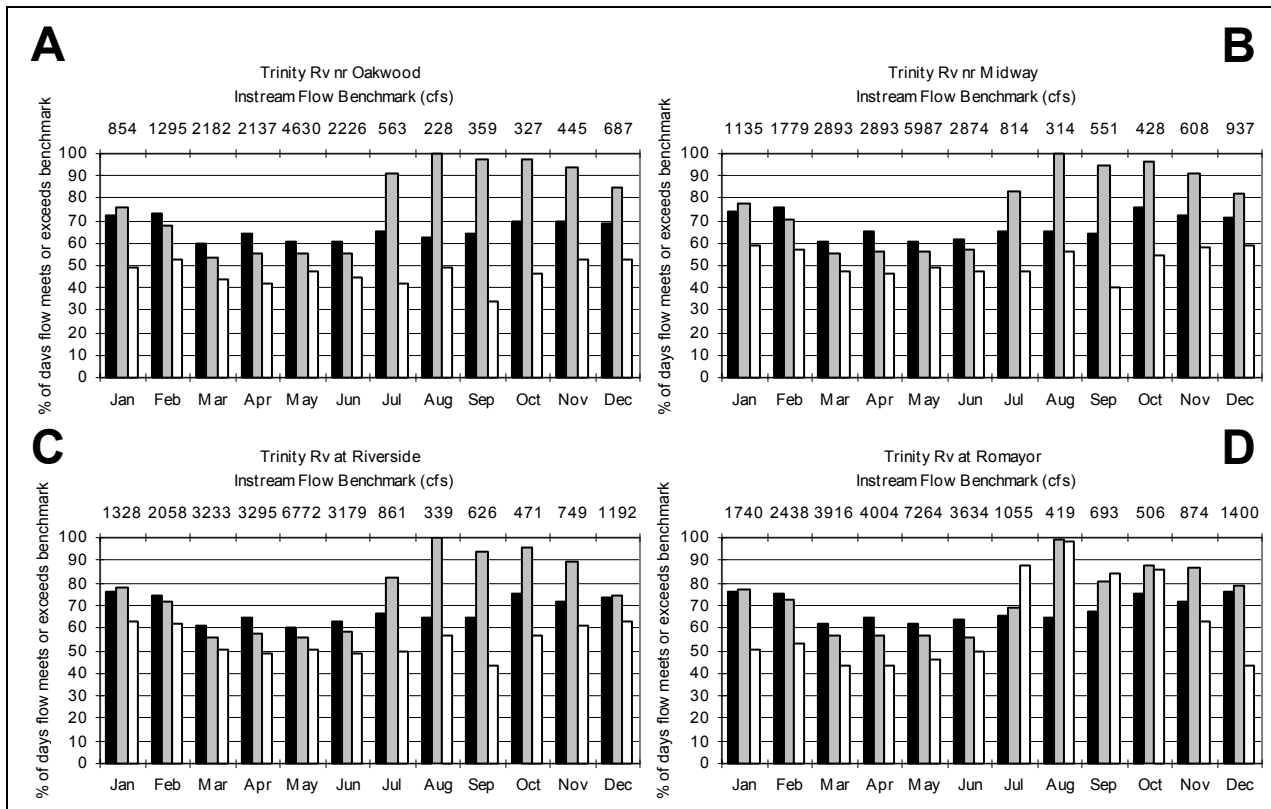 A
Trinity Rv nr Oakwood
Instream Flow Benchmark (cfs)
854 1295 2182 2137 4630 2226 563 228 359 327 445 687
% of days flow meets or exceeds benchmark
100
90
80
70
60
50
40
30
20
10
0
Jan Feb Mar Apr May Jun Jul Aug Sep Oct Nov Dec
B
Trinity Rv nr Midway
Instream Flow Benchmark (cfs)
1135 1779 2893 2893 5987 2874 814 314 551 428 608 937
% of days flow meets or exceeds benchmark
100
90
80
70
60
50
40
30
20
10
0
Jan Feb Mar Apr May Jun Jul Aug Sep Oct Nov Dec
C
Trinity Rv at Riverside
Instream Flow Benchmark (cfs)
1328 2058 3233 3295 6772 3179 861 339 626 471 749 1192
% of days flow meets or exceeds benchmark
100
90
80
70
60
50
40
30
20
10
0
Jan Feb Mar Apr May Jun Jul Aug Sep Oct Nov Dec
D
Trinity Rv at Romayor
Instream Flow Benchmark (cfs)
1740 2438 3916 4004 7264 3634 1055 419 693 506 874 1400
% of days flow meets or exceeds benchmark
100
90
80
70
60
50
40
30
20
10
0
Jan Feb Mar Apr May Jun Jul Aug Sep Oct Nov Dec